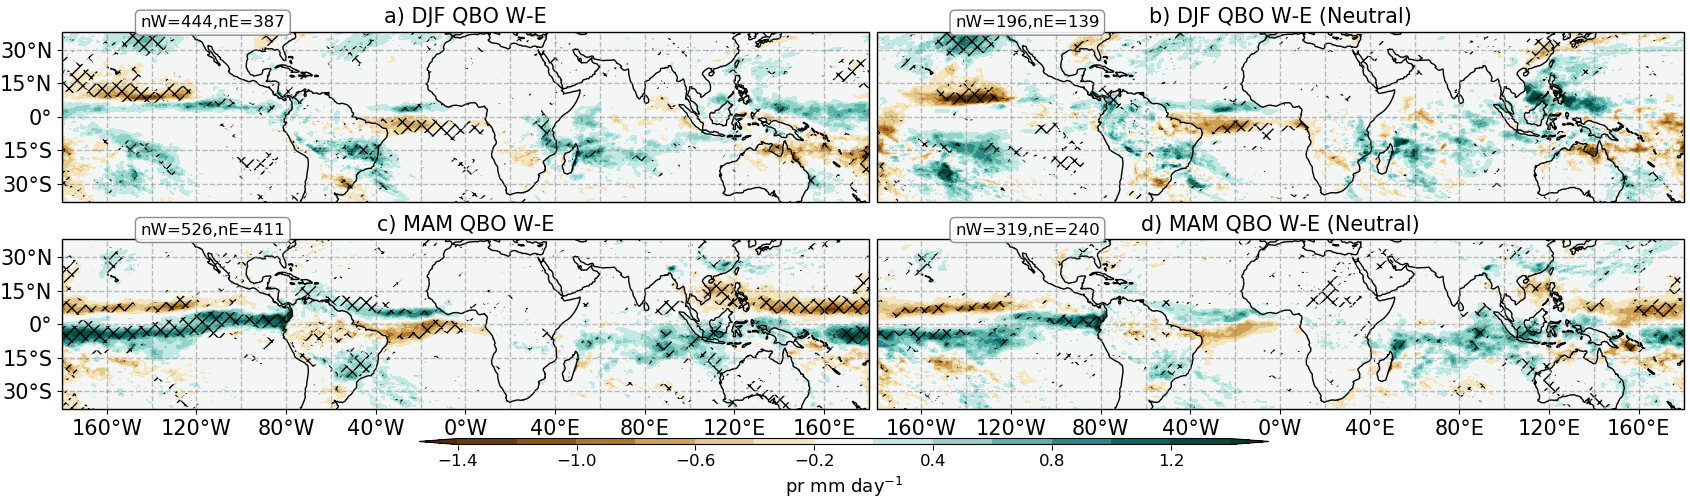 nW=444,nE=387
a) DJF QBO W-E
nW=196,nE=139
b) DJF QBO W-E (Neutral)
30°N
15°N
0°
15°S
30°S
nW=526,nE=411
c) MAM QBO W-E
nW=319,nE=240
d) MAM QBO W-E (Neutral)
30°N
15°N
0°
15°S
30°S
160°W 120°W 80°W 40°W 0°W 40°E 80°E 120°E 160°E 160°W 120°W 80°W 40°W 0°W 40°E 80°E 120°E 160°E
−1.4 −1.0 −0.6 −0.2 0.4 0.8 1.2
pr mm day⁻¹